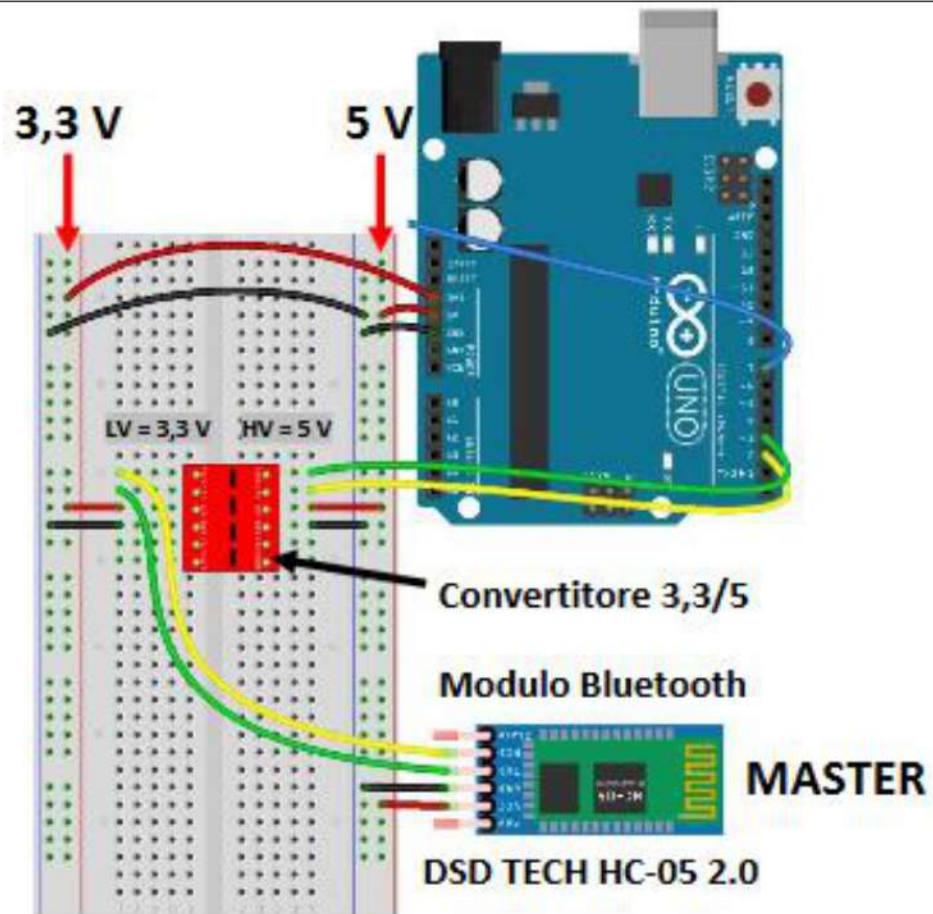 3,3 V
5 V
LV = 3,3 V
HV = 5 V
UNO
Convertitore 3,3/5
Modulo Bluetooth
MASTER
DSD TECH HC-05 2.0